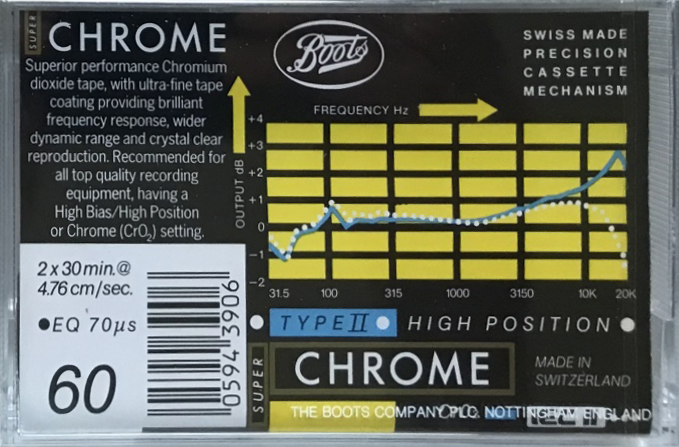 SUPER CHROME
Superior performance Chromium
dioxide tape, with ultra-fine tape
coating providing brilliant
frequency response, wider
dynamic range and crystal clear
reproduction. Recommended for
all top quality recording
equipment, having a
High Bias/High Position
or Chrome (CrO₂) setting.
Boots
SWISS MADE
PRECISION
CASSETTE
MECHANISM
FREQUENCY Hz
OUTPUT dB
+4
+3
+2
+1
0
−1
−2
31.5 100 315 1000 3150 10K 20K
2 x 30 min. @
4.76 cm/sec.
●EQ 70µs
60
0594 3906
● TYPE II ● HIGH POSITION ●
SUPER CHROME
MADE IN
SWITZERLAND
THE BOOTS COMPANY PLC. NOTTINGHAM ENGLAND